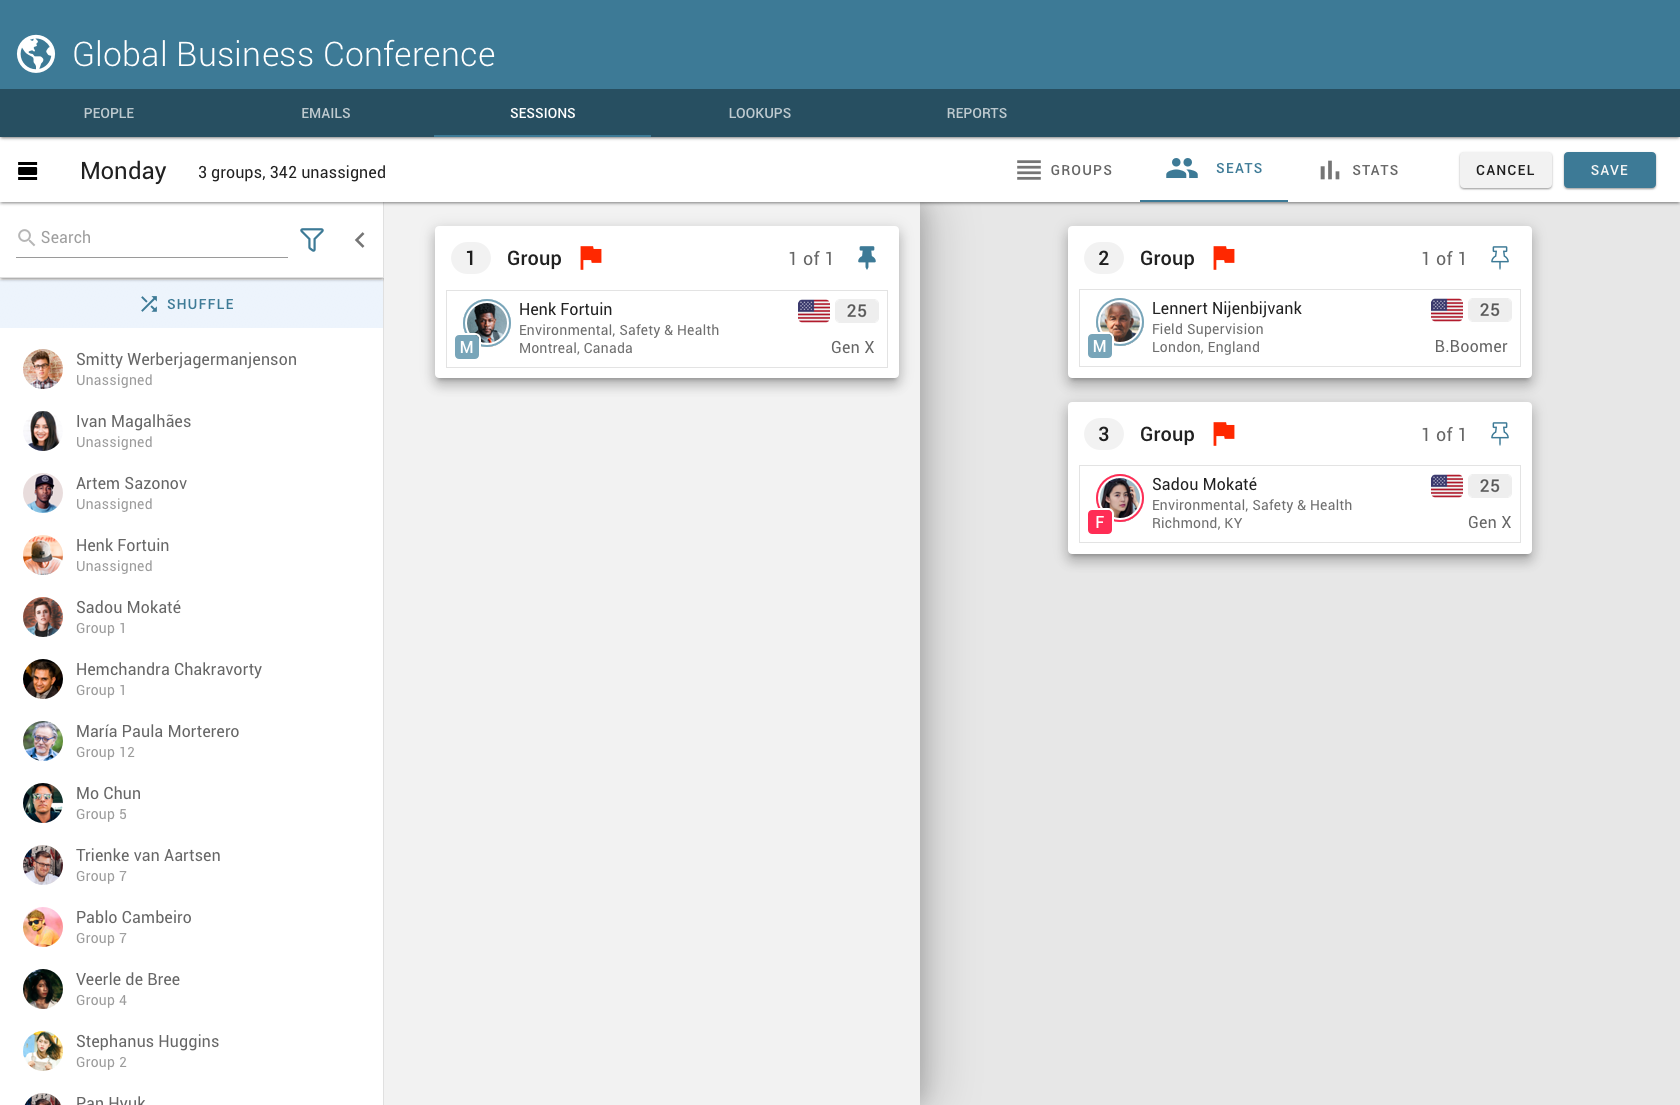 Global Business Conference
PEOPLE
EMAILS
SESSIONS
LOOKUPS
REPORTS
Monday
3 groups, 342 unassigned
GROUPS
SEATS
STATS
CANCEL
SAVE
Search
SHUFFLE
Smitty Werberjagermanjenson
Unassigned
Ivan Magalhães
Unassigned
Artem Sazonov
Unassigned
Henk Fortuin
Unassigned
Sadou Mokaté
Group 1
Hemchandra Chakravorty
Group 1
María Paula Morterero
Group 12
Mo Chun
Group 5
Trienke van Aartsen
Group 7
Pablo Cambeiro
Group 7
Veerle de Bree
Group 4
Stephanus Huggins
Group 2
Pan Hyuk
1 Group 1 of 1
Henk Fortuin 25
Environmental, Safety & Health
M Montreal, Canada Gen X
2 Group 1 of 1
Lennert Nijenbijvank 25
Field Supervision
M London, England B.Boomer
3 Group 1 of 1
Sadou Mokaté 25
Environmental, Safety & Health
F Richmond, KY Gen X